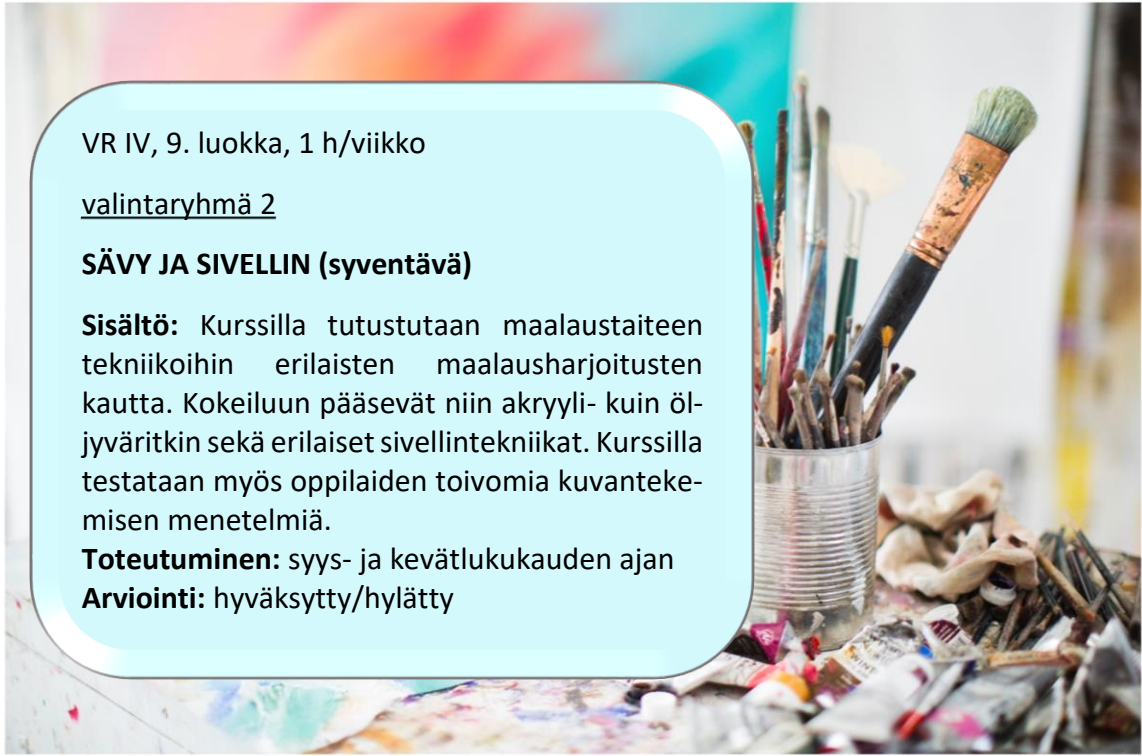 VR IV, 9. luokka, 1 h/viikko
valintaryhmä 2
SÄVY JA SIVELLIN (syventävä)
Sisältö: Kurssilla tutustutaan maalaustaiteen
tekniikoihin erilaisten maalausharjoitusten
kautta. Kokeiluun pääsevät niin akryyli- kuin öl-
jyväritkin sekä erilaiset sivellintekniikat. Kurssilla
testataan myös oppilaiden toivomia kuvanteke-
misen menetelmiä.
Toteutuminen: syys- ja kevätlukukauden ajan
Arviointi: hyväksytty/hylätty